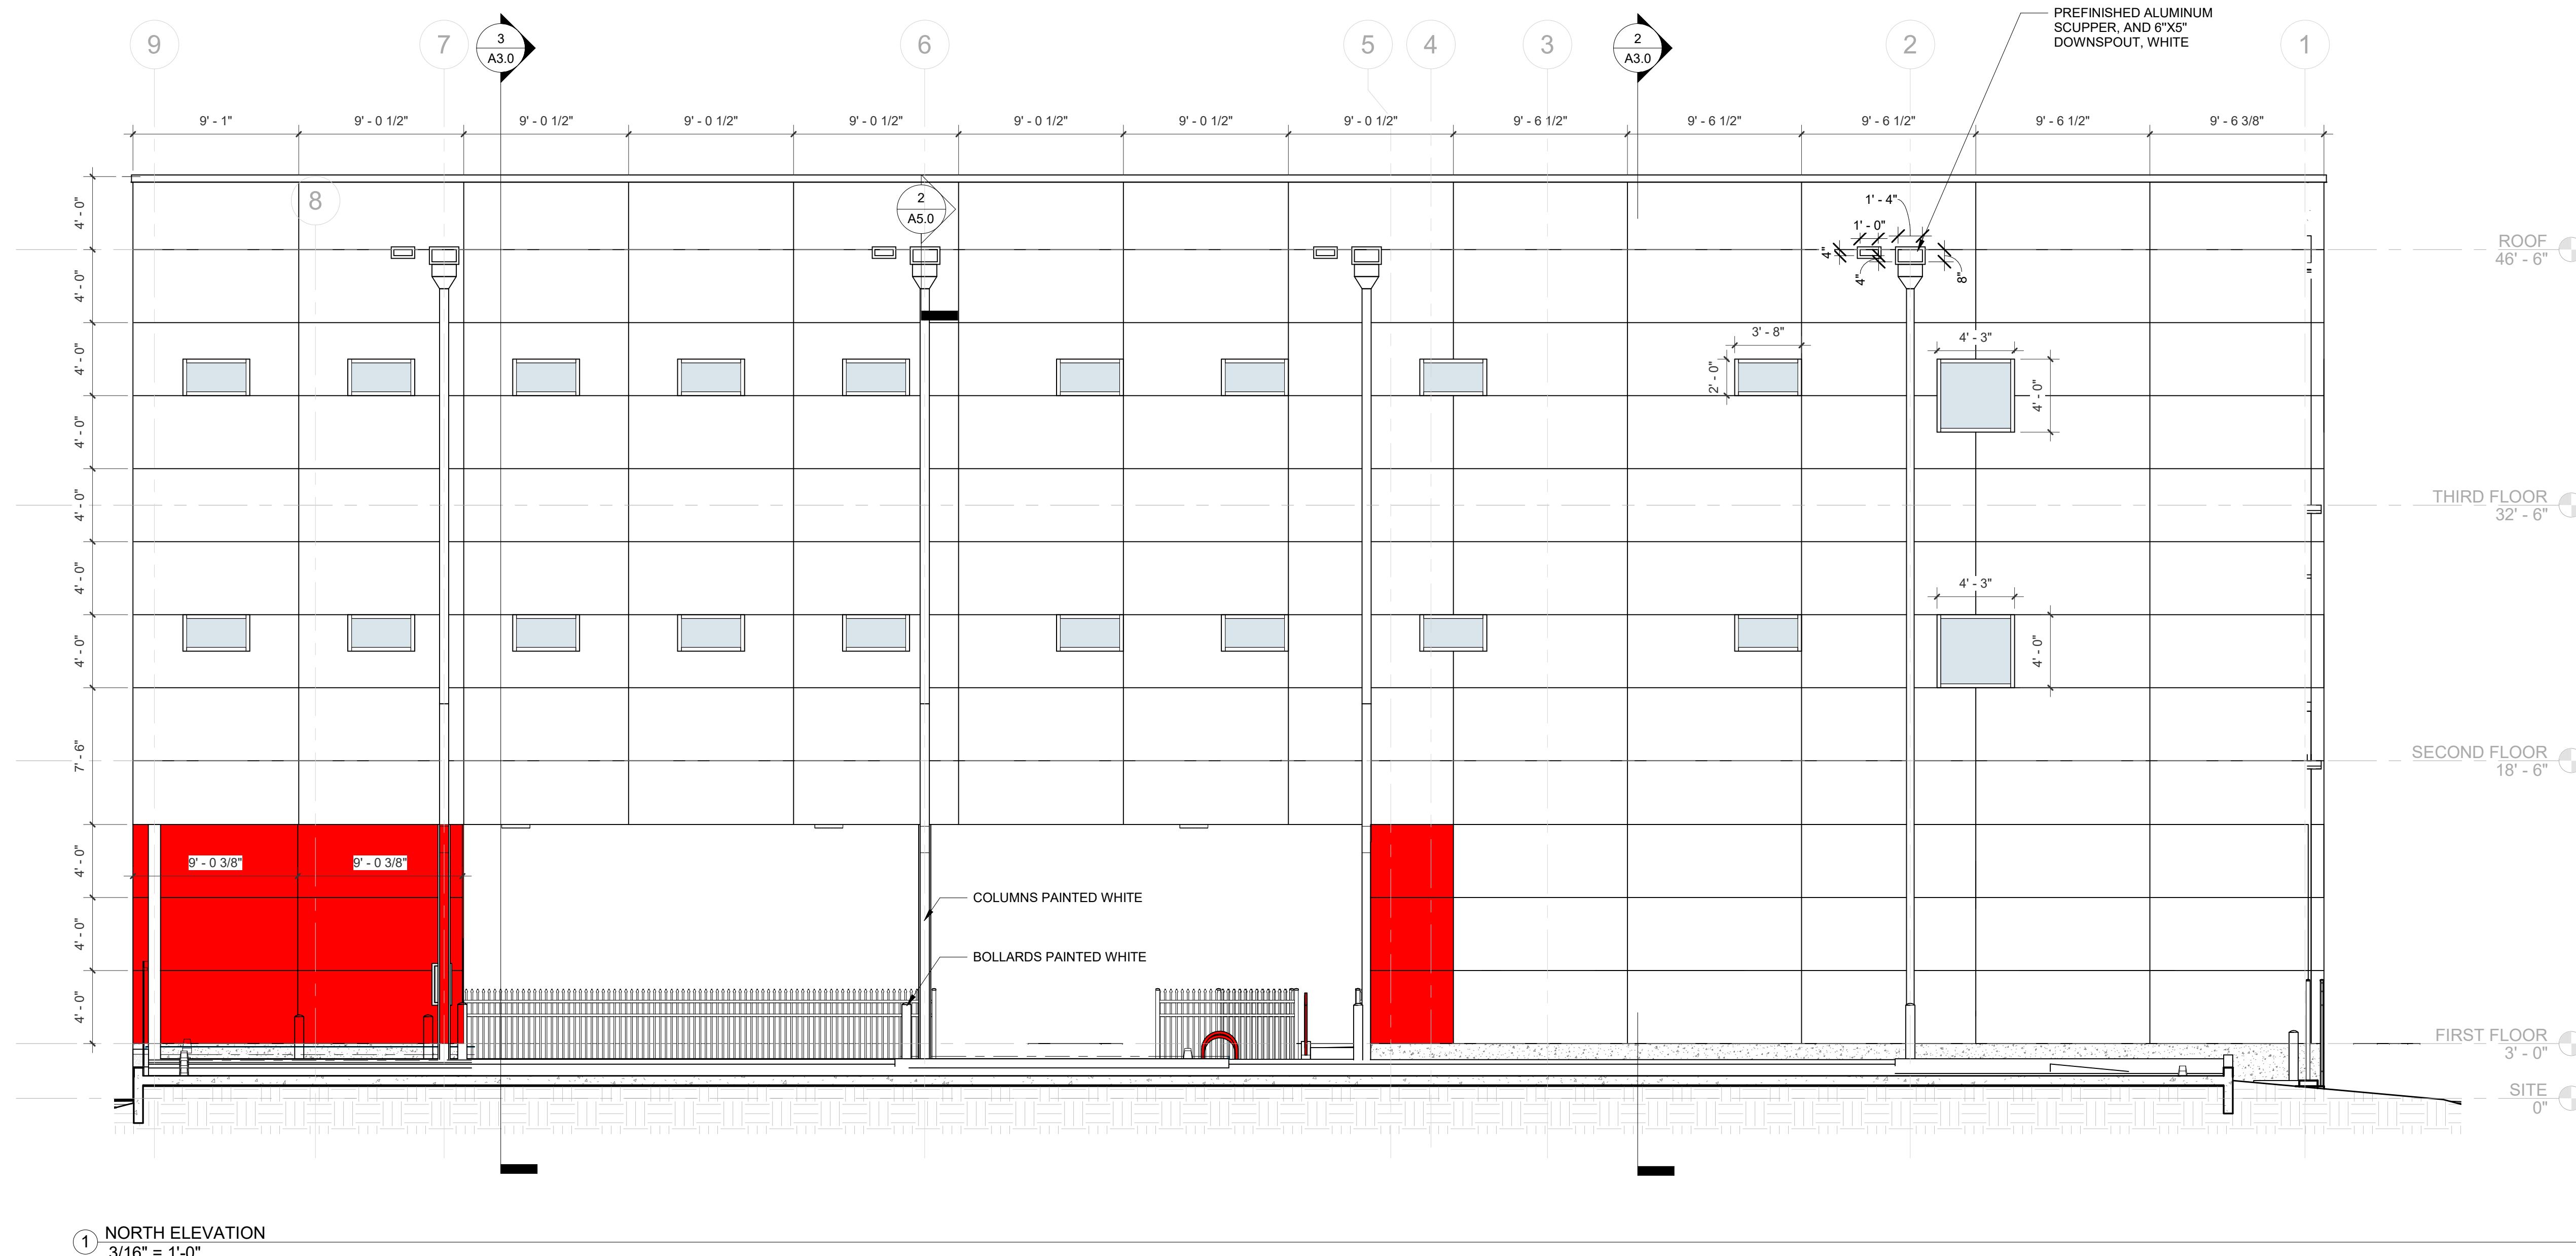 PREFINISHED ALUMINUM
SCUPPER, AND 6"X5"
DOWNSPOUT, WHITE
9
7
3
A3.0
6
5
4
3
2
A3.0
2
1
9' - 1"
9' - 0 1/2"
9' - 0 1/2"
9' - 0 1/2"
9' - 0 1/2"
9' - 0 1/2"
9' - 0 1/2"
9' - 0 1/2"
9' - 6 1/2"
9' - 6 1/2"
9' - 6 1/2"
9' - 6 1/2"
9' - 6 3/8"
8
2
A5.0
1' - 4"
1' - 0"
4"
4"
8"
4' - 0"
4' - 0"
4' - 0"
4' - 0"
4' - 0"
4' - 0"
4' - 0"
7' - 6"
4' - 0"
4' - 0"
4' - 0"
ROOF
46' - 6"
3' - 8"
2' - 0"
4' - 3"
4' - 0"
THIRD FLOOR
32' - 6"
4' - 3"
4' - 0"
SECOND FLOOR
18' - 6"
9' - 0 3/8"
9' - 0 3/8"
COLUMNS PAINTED WHITE
BOLLARDS PAINTED WHITE
FIRST FLOOR
3' - 0"
SITE
0"
1
NORTH ELEVATION
3/16" = 1'-0"